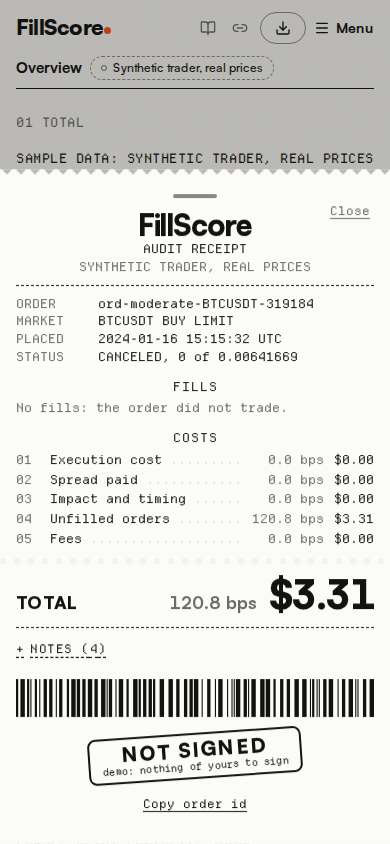 FillScore
Menu
Overview
Synthetic trader, real prices
01 TOTAL
SAMPLE DATA: SYNTHETIC TRADER, REAL PRICES
Close
FillScore
AUDIT RECEIPT
SYNTHETIC TRADER, REAL PRICES
ORDER ord-moderate-BTCUSDT-319184
MARKET BTCUSDT BUY LIMIT
PLACED 2024-01-16 15:15:32 UTC
STATUS CANCELED, 0 of 0.00641669
FILLS
No fills: the order did not trade.
COSTS
01 Execution cost ......... 0.0 bps $0.00
02 Spread paid ............ 0.0 bps $0.00
03 Impact and timing ...... 0.0 bps $0.00
04 Unfilled orders ........ 120.8 bps $3.31
05 Fees ................... 0.0 bps $0.00
TOTAL 120.8 bps $3.31
+ NOTES (4)
NOT SIGNED
demo: nothing of yours to sign
Copy order id